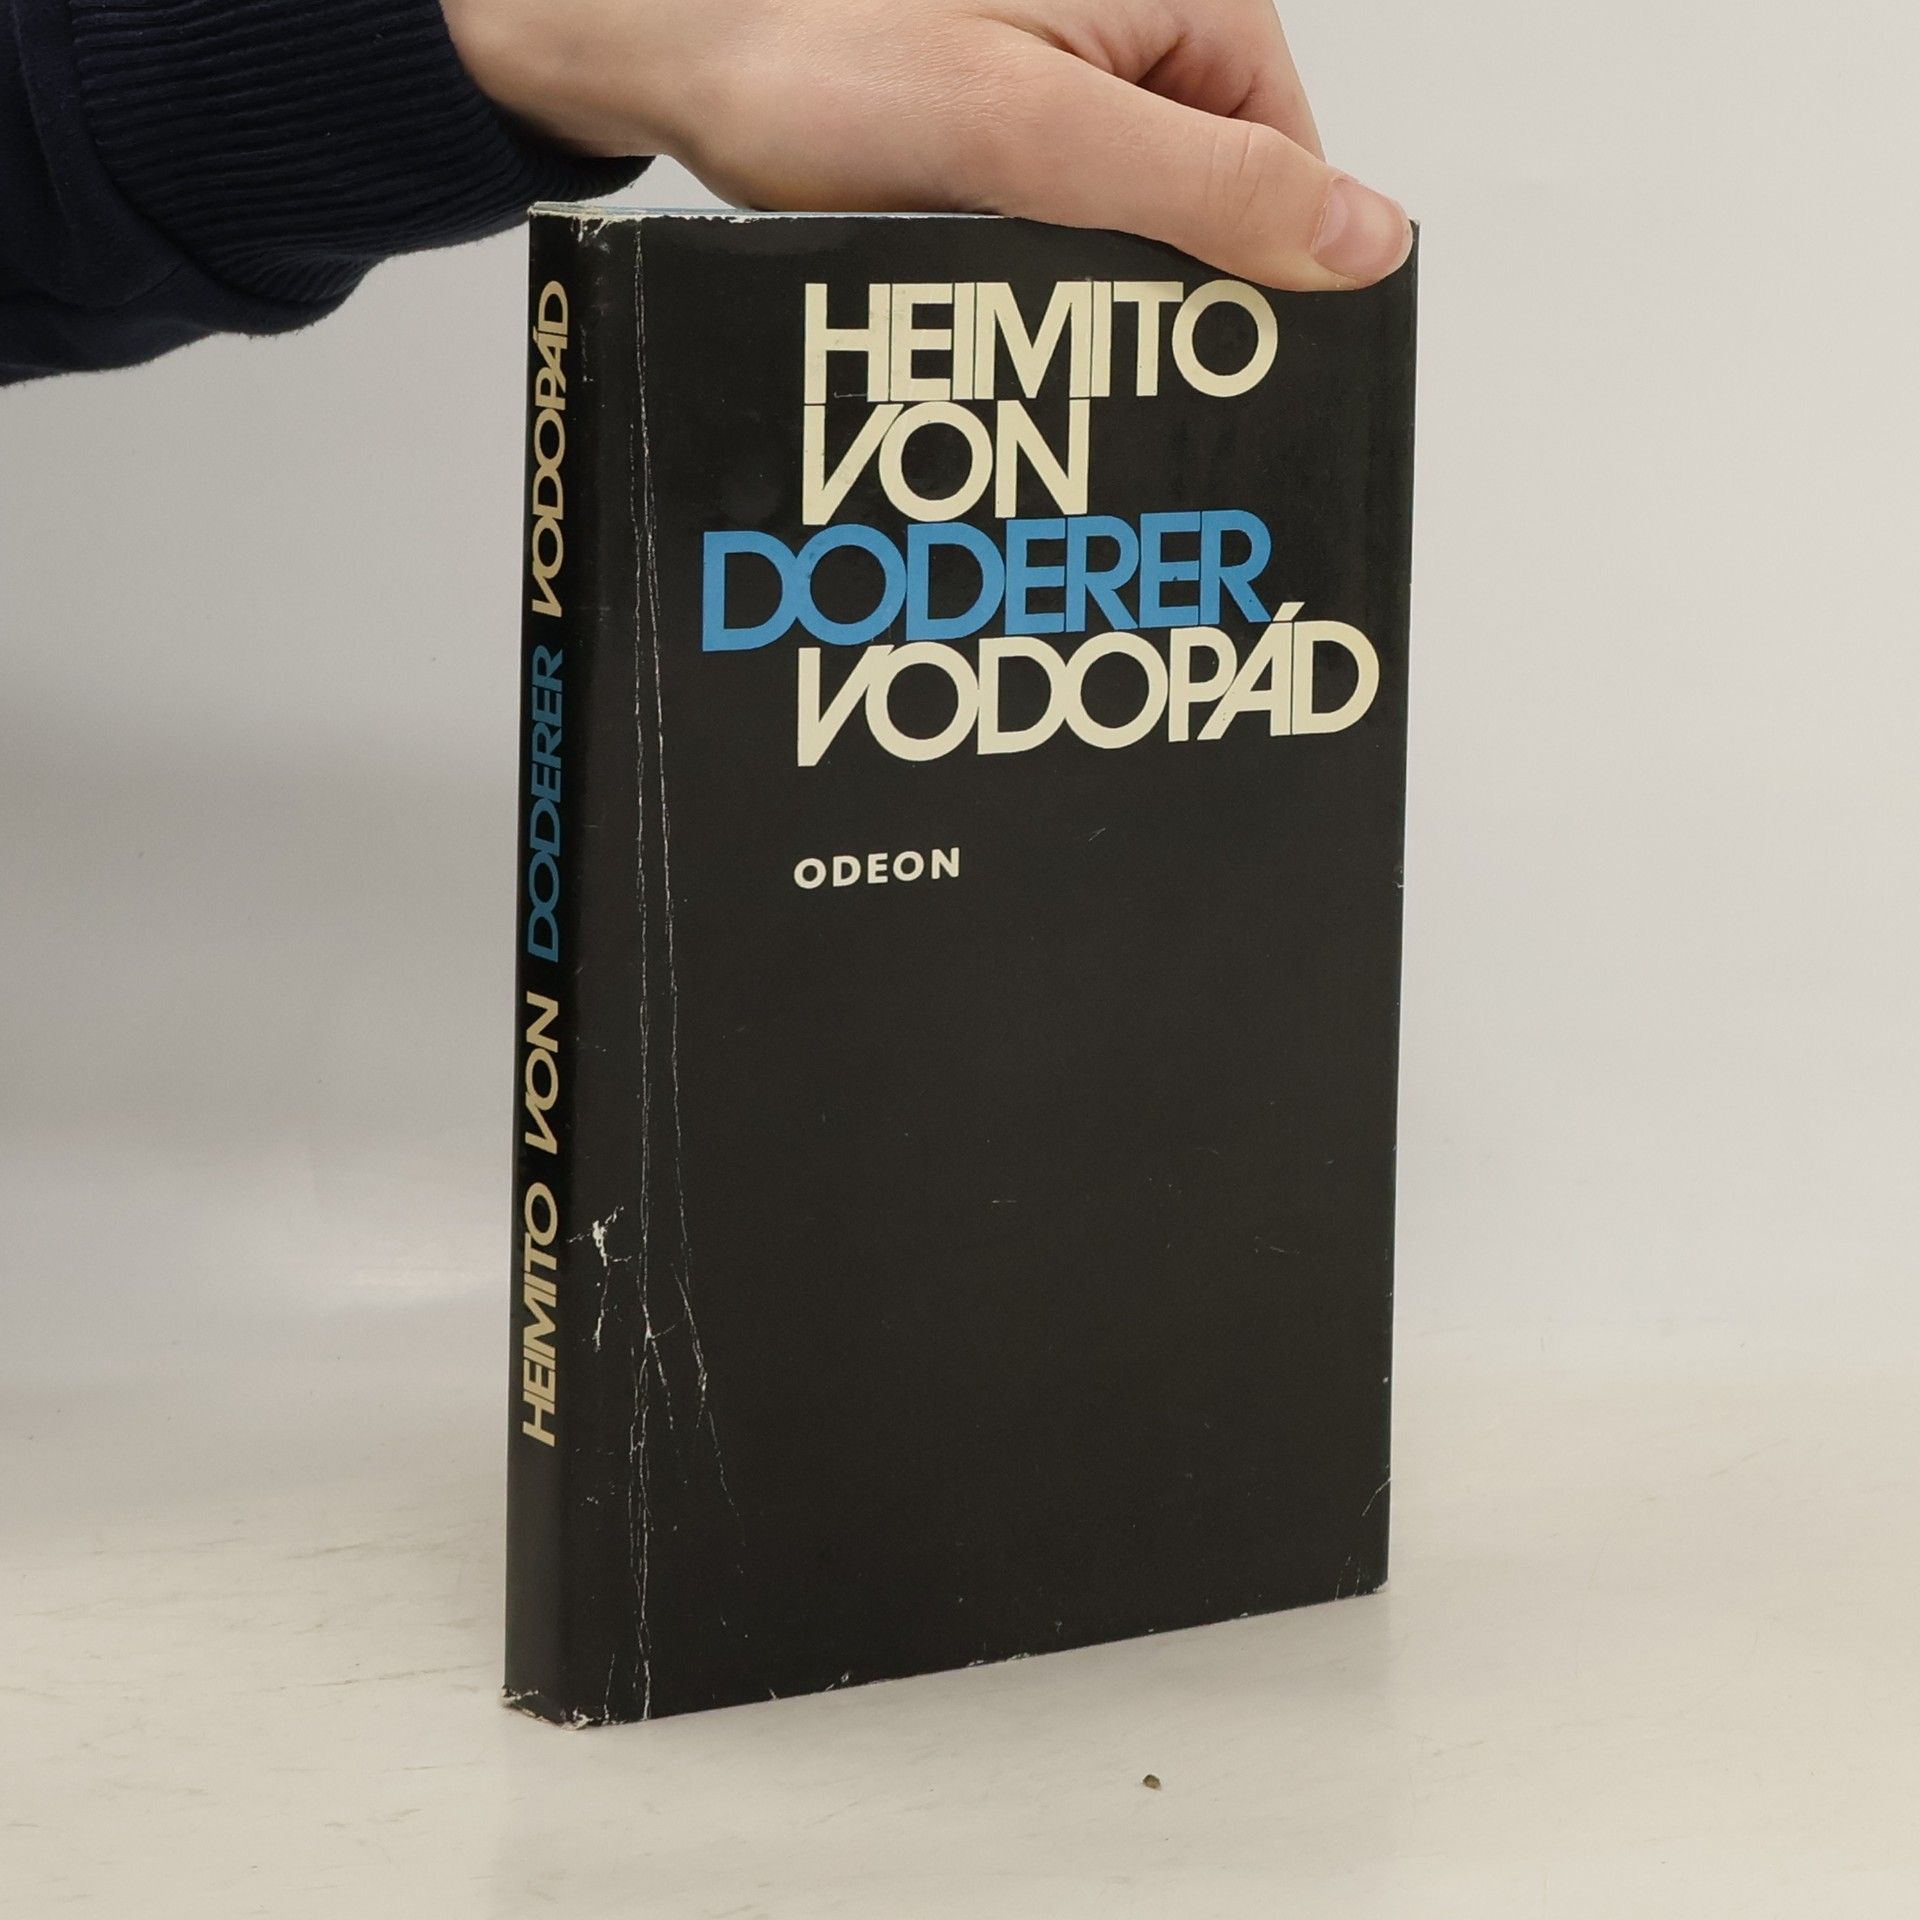 HEIMITO
VON
DODERER
VODOPÁD
ODEON
HEIMITO VON DODERER VODOPÁD